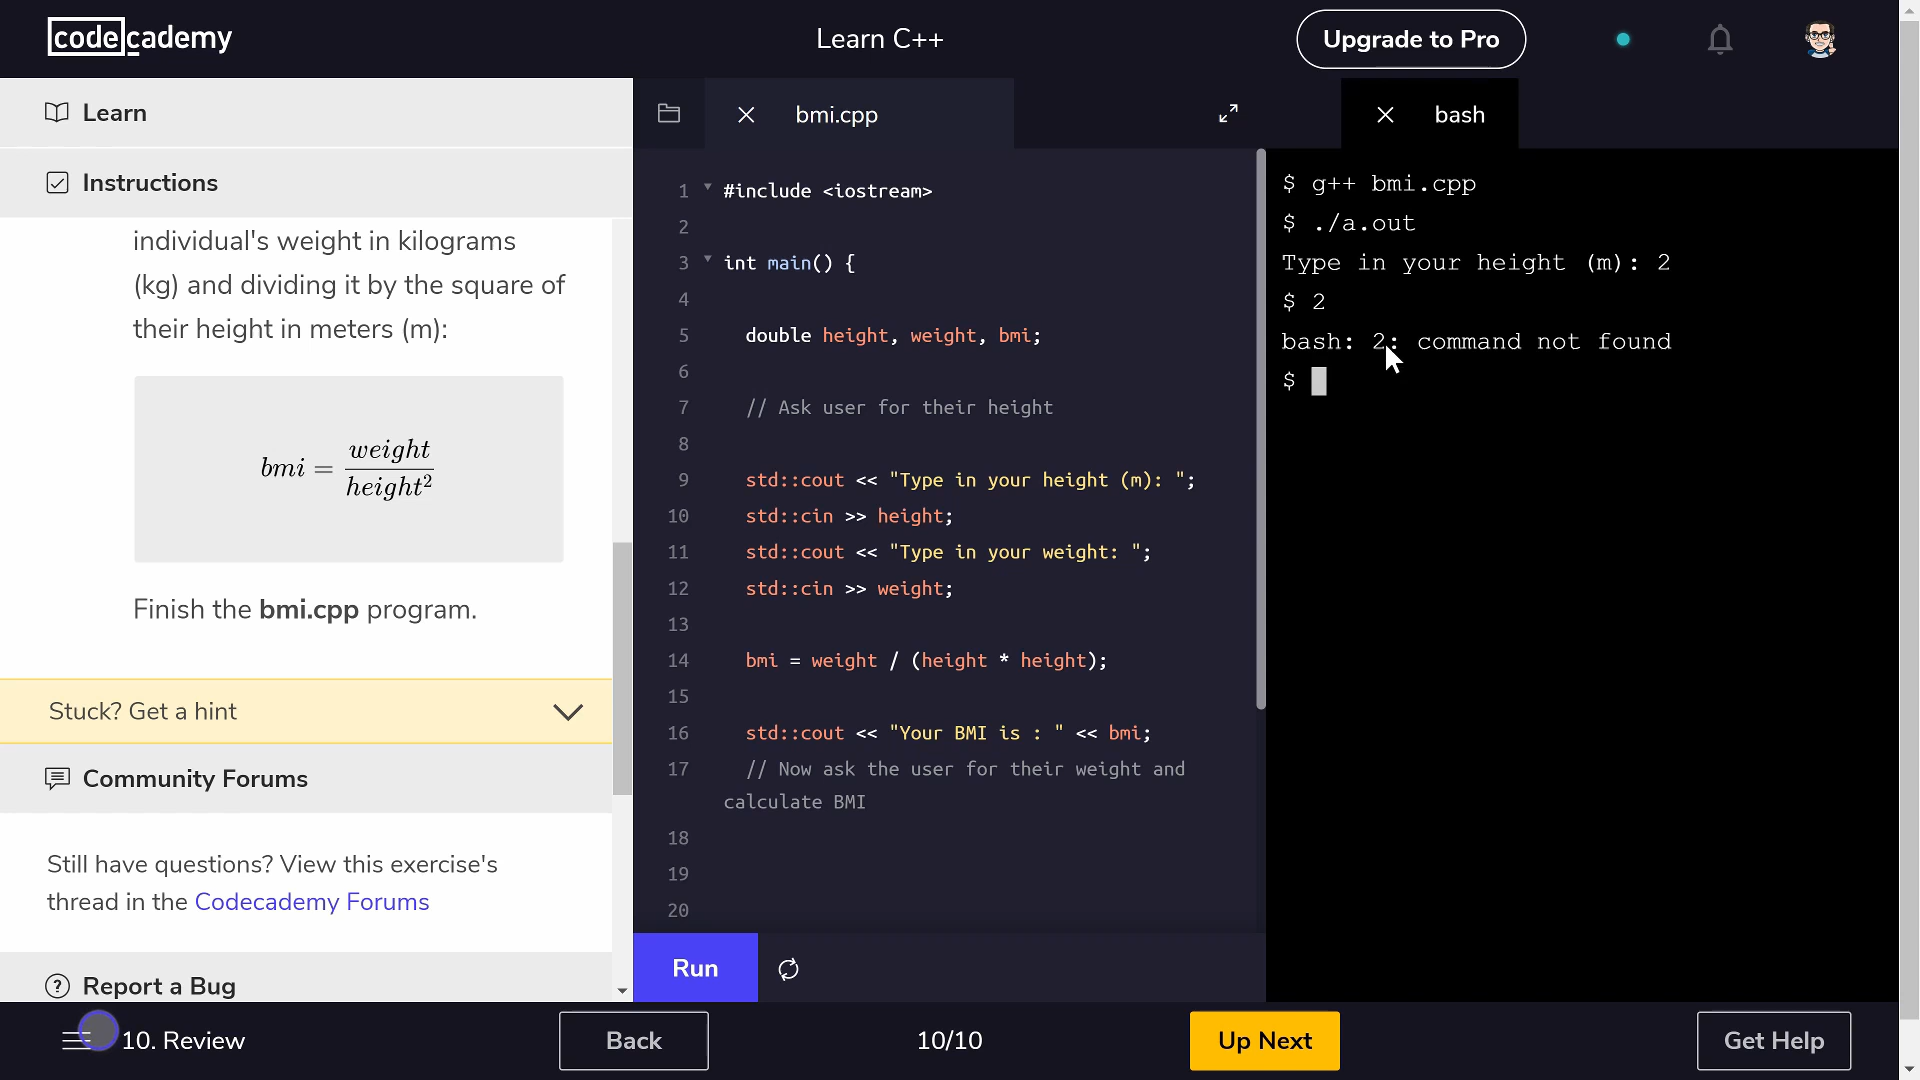 codecademy
Learn C++
Upgrade to Pro
Learn
Instructions
individual's weight in kilograms
(kg) and dividing it by the square of
their height in meters (m):
bmi = weight / height²
Finish the bmi.cpp program.
Stuck? Get a hint
Community Forums
Still have questions? View this exercise's
thread in the Codecademy Forums
Report a Bug
bmi.cpp
1 #include <iostream>
2
3 int main() {
4
5 double height, weight, bmi;
6
7 // Ask user for their height
8
9 std::cout << "Type in your height (m): ";
10 std::cin >> height;
11 std::cout << "Type in your weight: ";
12 std::cin >> weight;
13
14 bmi = weight / (height * height);
15
16 std::cout << "Your BMI is : " << bmi;
17 // Now ask the user for their weight and
calculate BMI
18
19
20
Run
bash
$ g++ bmi.cpp
$ ./a.out
Type in your height (m): 2
$ 2
bash: 2: command not found
$
10. Review
Back
10/10
Up Next
Get Help